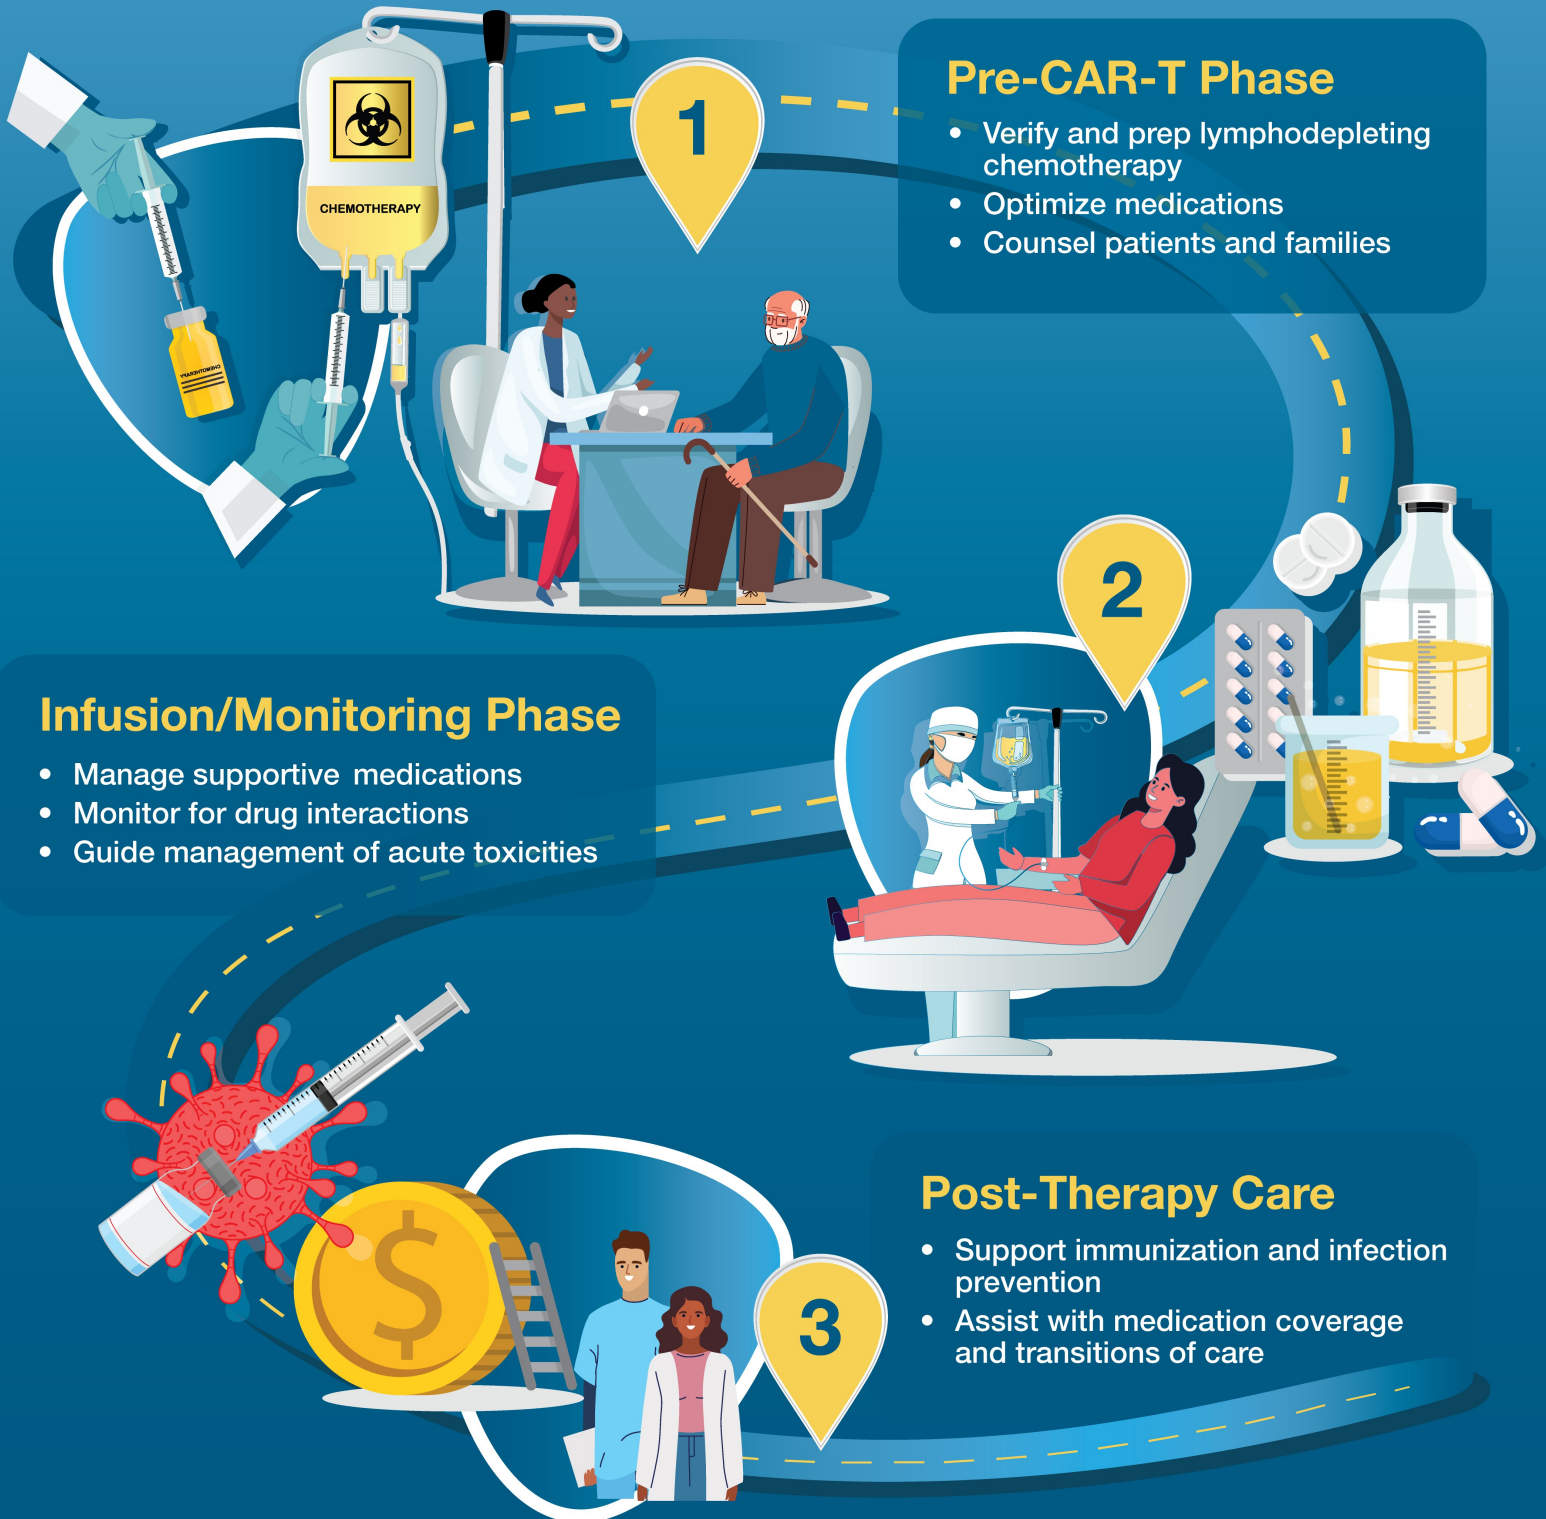 1
Pre-CAR-T Phase
• Verify and prep lymphodepleting
chemotherapy
• Optimize medications
• Counsel patients and families
CHEMOTHERAPY
CHEMOTHERAPY
2
Infusion/Monitoring Phase
• Manage supportive medications
• Monitor for drug interactions
• Guide management of acute toxicities
3
Post-Therapy Care
• Support immunization and infection
prevention
• Assist with medication coverage
and transitions of care
$